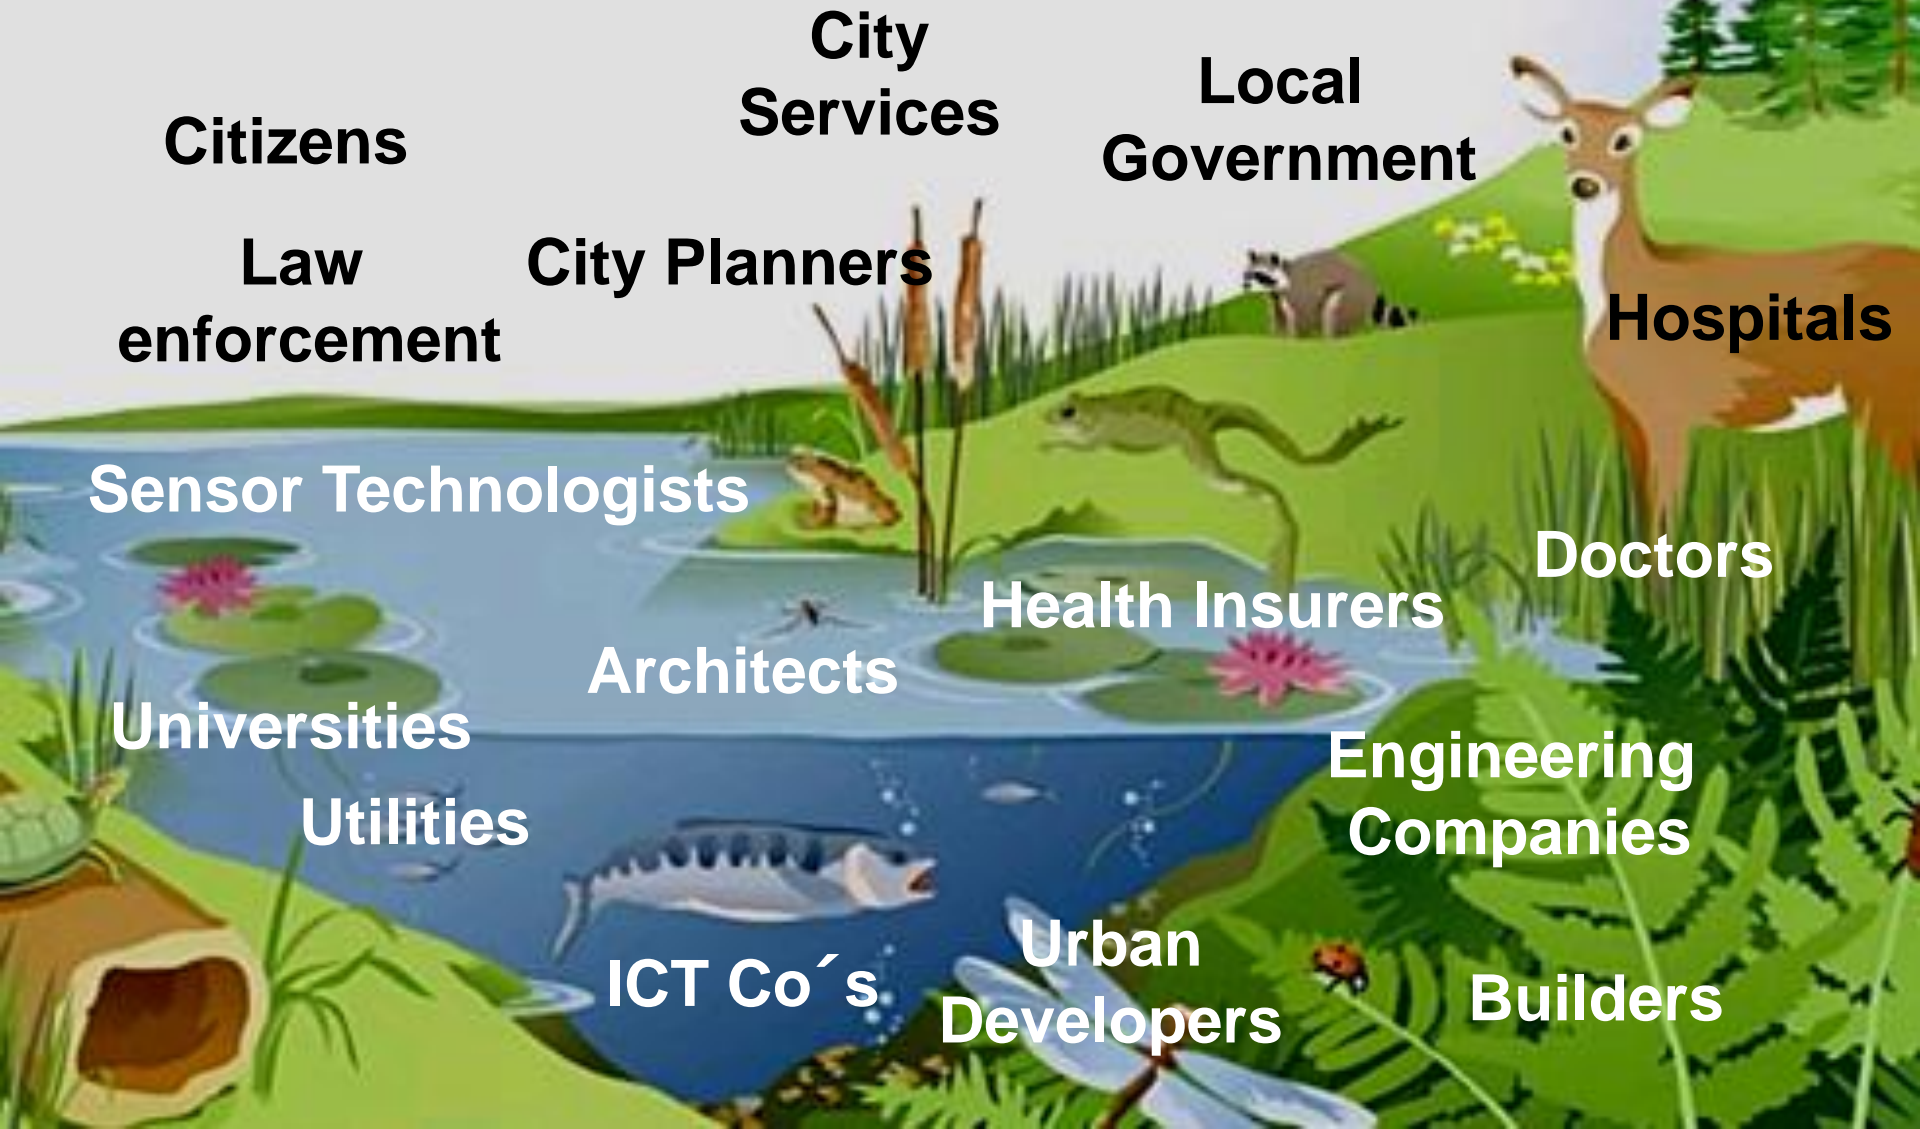 City
Services
Local
Government
Citizens
Law
enforcement
City Planners
Hospitals
Sensor Technologists
Doctors
Health Insurers
Architects
Universities
Engineering
Companies
Utilities
Urban
Developers
ICT Co´s
Builders